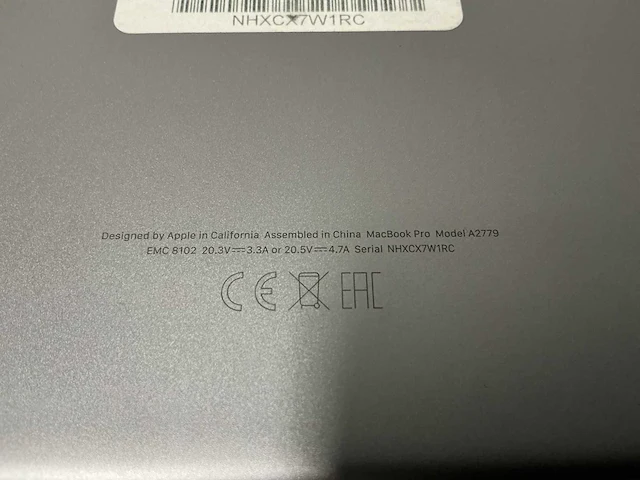 NHXCX7W1RC
Designed by Apple in California Assembled in China MacBook Pro Model A2779
EMC 8102 20.3V⎓3.3A or 20.5V⎓4.7A Serial NHXCX7W1RC
CE EAC